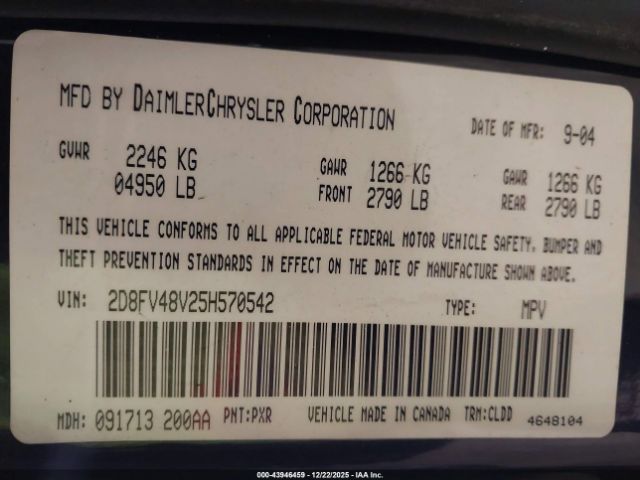 MFD BY DAIMLERCHRYSLER CORPORATION DATE OF MFR: 9-04
GVWR 2246 KG GAWR 1266 KG GAWR 1266 KG
04950 LB FRONT 2790 LB REAR 2790 LB
THIS VEHICLE CONFORMS TO ALL APPLICABLE FEDERAL MOTOR VEHICLE SAFETY, BUMPER AND
THEFT PREVENTION STANDARDS IN EFFECT ON THE DATE OF MANUFACTURE SHOWN ABOVE.
VIN: 2D8FV48V25H570542 TYPE: MPV
MDH: 091713 200AA PNT:PXR VEHICLE MADE IN CANADA TRM:CLDD 4648104
000-43946459 - 12/22/2025 - IAA Inc.